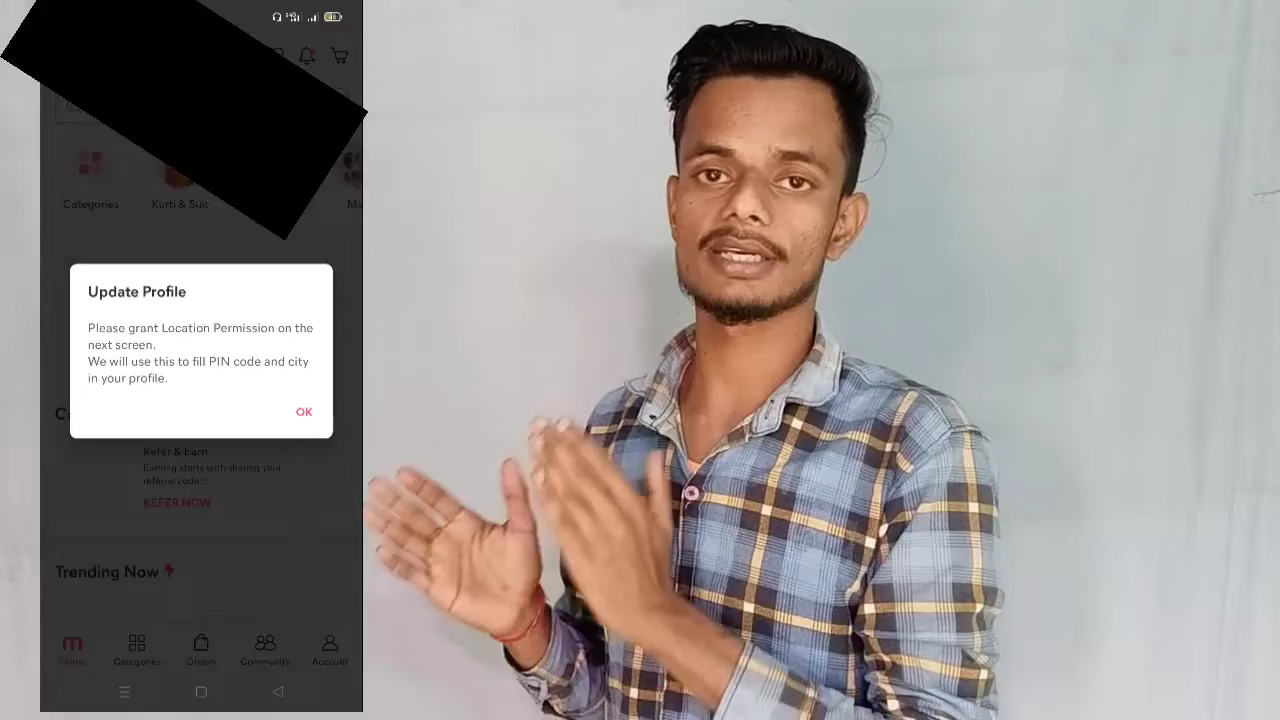 48
Categories
Kurti & Suit
Update Profile
Please grant Location Permission on the
next screen.
We will use this to fill PIN code and city
in your profile.
OK
Refer & Earn
Earning starts with sharing your
referral code!!!
REFER NOW
Trending Now
Home
Categories
Orders
Community
Account